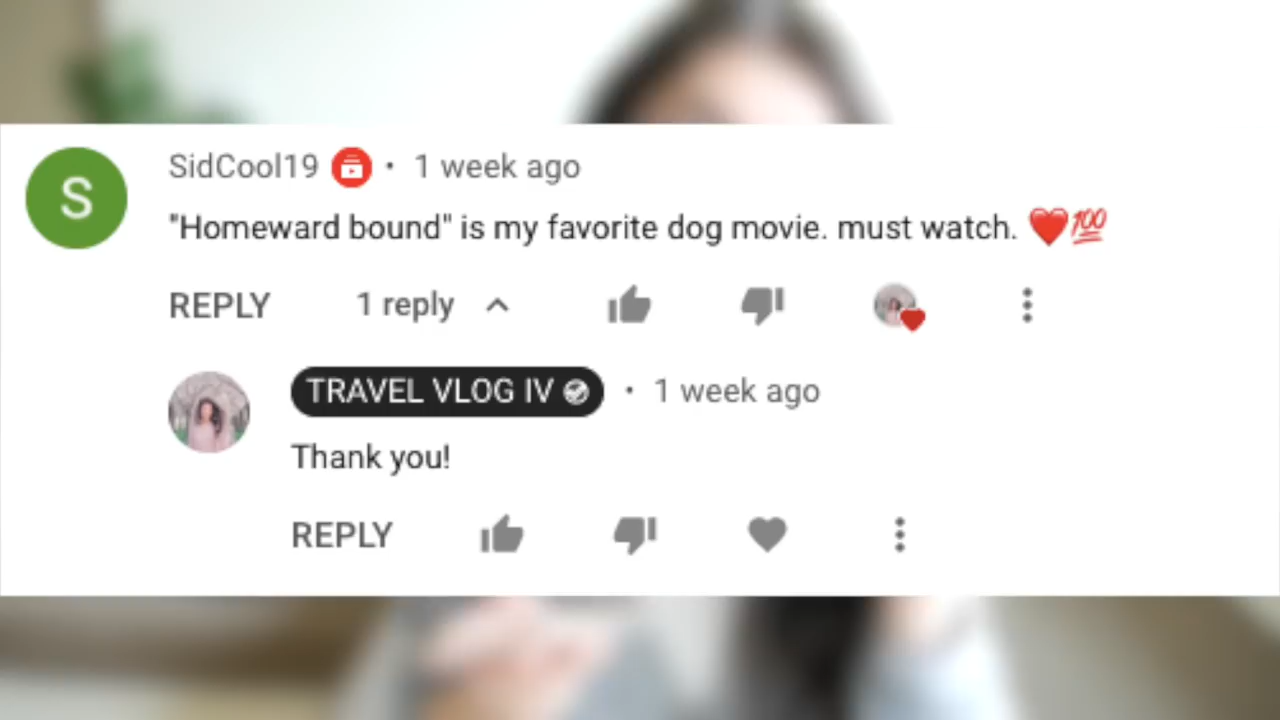 S
SidCool19 • 1 week ago
"Homeward bound" is my favorite dog movie. must watch. ❤️💯
REPLY 1 reply
TRAVEL VLOG IV • 1 week ago
Thank you!
REPLY